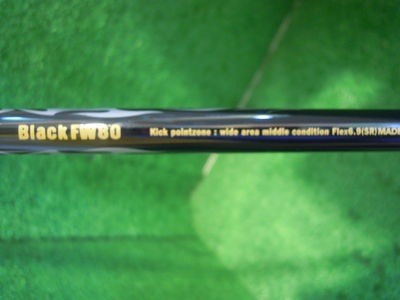 Black FW80 Kick pointzone : wide area middle condition Flex6.9(SR)MADE